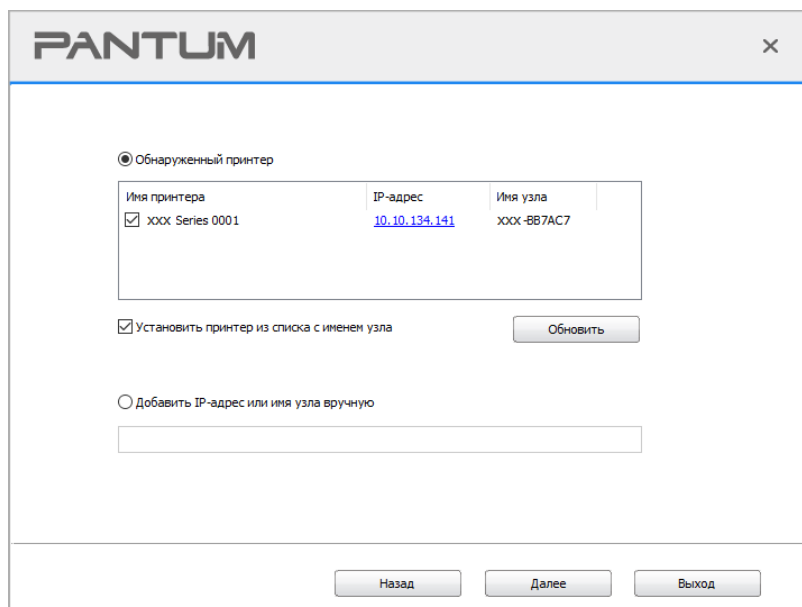 PANTUM
Обнаруженный принтер
Имя принтера IP-адрес Имя узла
XXX Series 0001 10.10.134.141 XXX-BB7AC7
Установить принтер из списка с именем узла Обновить
Добавить IP-адрес или имя узла вручную
Назад Далее Выход